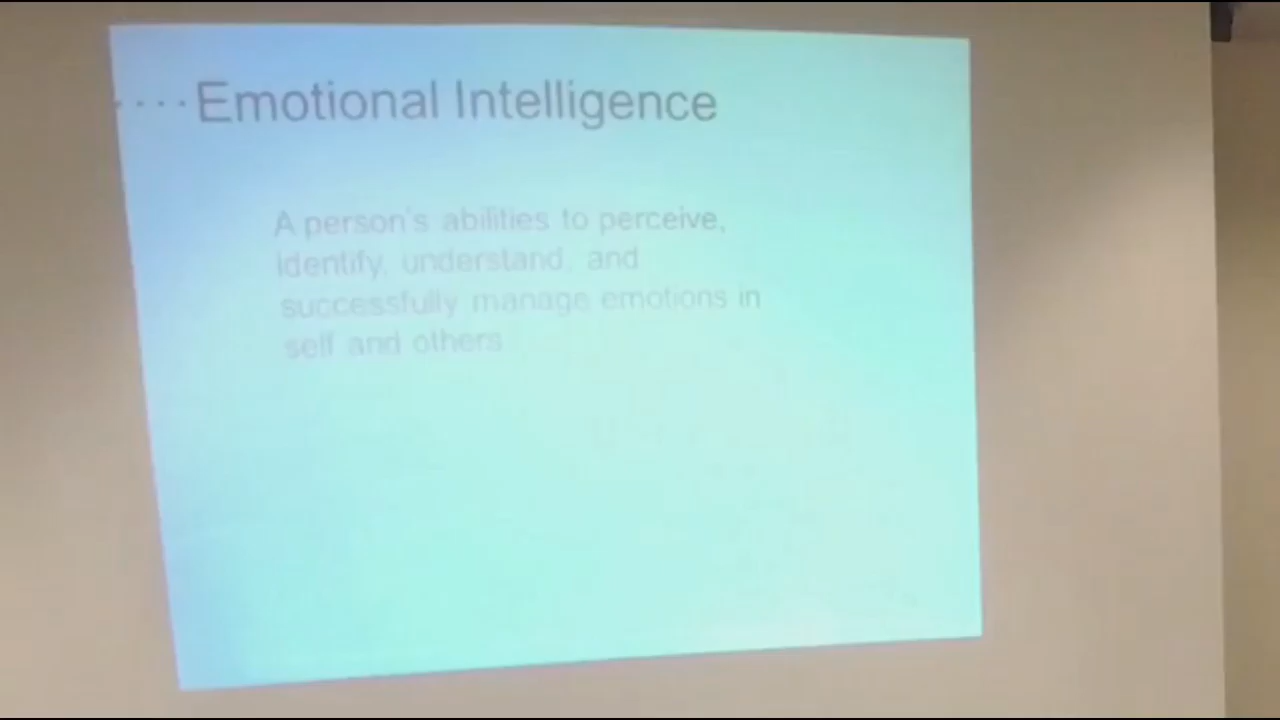 ....Emotional Intelligence
A person's abilities to perceive,
identify, understand, and
successfully manage emotions in
self and others